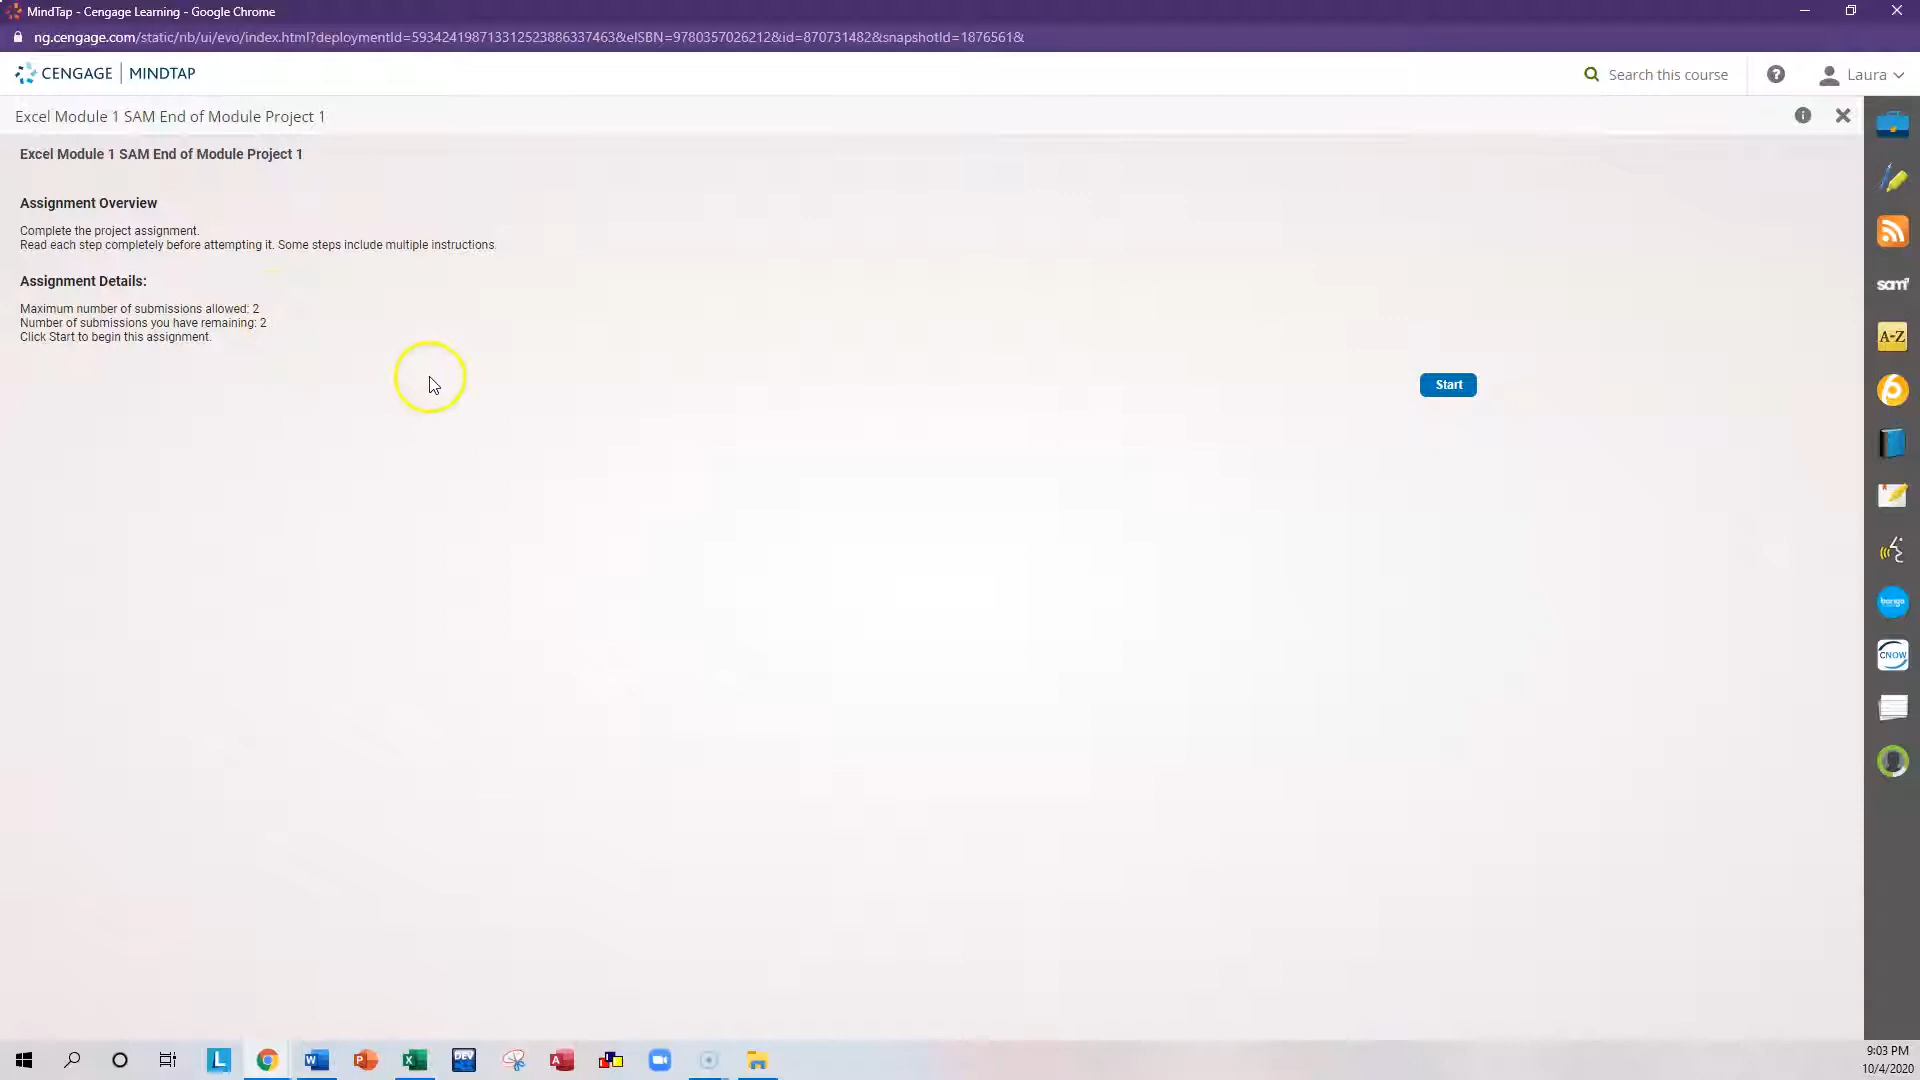 MindTap - Cengage Learning - Google Chrome
ng.cengage.com/static/nb/ui/evo/index.html?deploymentId=593424198713312523886337463&eISBN=9780357026212&id=870731482&snapshotId=1876561&
CENGAGE | MINDTAP
Search this course
Laura
Excel Module 1 SAM End of Module Project 1
Excel Module 1 SAM End of Module Project 1
Assignment Overview
Complete the project assignment.
Read each step completely before attempting it. Some steps include multiple instructions.
Assignment Details:
Maximum number of submissions allowed: 2
Number of submissions you have remaining: 2
Click Start to begin this assignment.
Start
sam
A-Z
bongo
CNOW
L
W
P
X
DEV
A
9:03 PM
10/4/2020